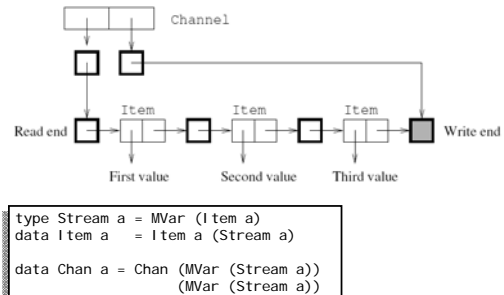 Channel
Item Item Item
Read end
Write end
First value Second value Third value
type Stream a = MVar (Item a)
data Item a = Item a (Stream a)
data Chan a = Chan (MVar (Stream a))
(MVar (Stream a))